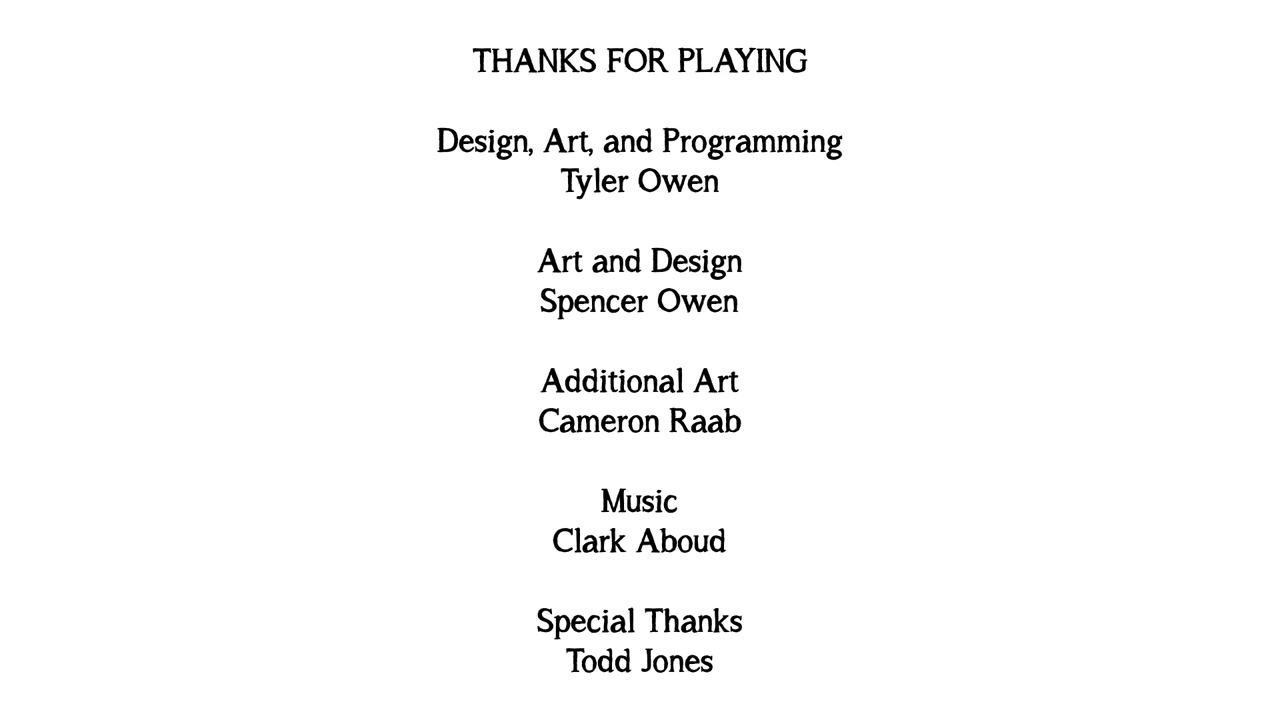 THANKS FOR PLAYING
Design, Art, and Programming
Tyler Owen
Art and Design
Spencer Owen
Additional Art
Cameron Raab
Music
Clark Aboud
Special Thanks
Todd Jones